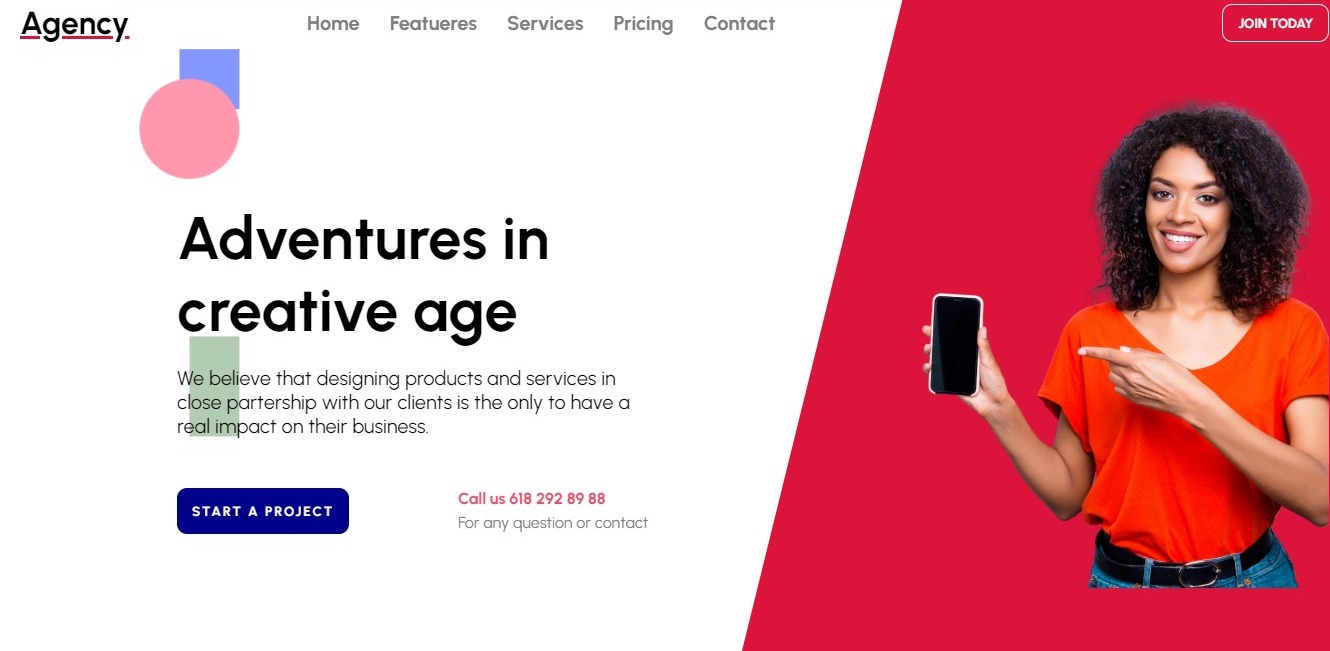 Agency
Home Featueres Services Pricing Contact
JOIN TODAY
Adventures in
creative age
We believe that designing products and services in
close partership with our clients is the only to have a
real impact on their business.
START A PROJECT
Call us 618 292 89 88
For any question or contact